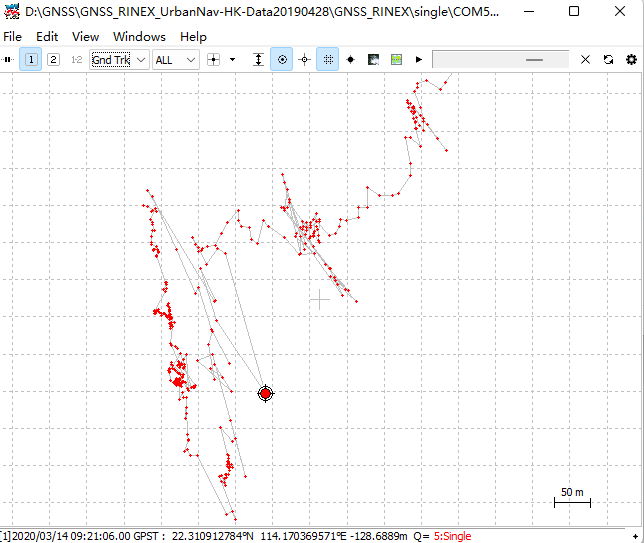 D:\GNSS\GNSS_RINEX_UrbanNav-HK-Data20190428\GNSS_RINEX\single\COM5...
File Edit View Windows Help
1 2 1-2 Gnd Trk ALL
50 m
[1]2020/03/14 09:21:06.00 GPST : 22.310912784°N 114.170369571°E -128.6889m Q= 5:Single